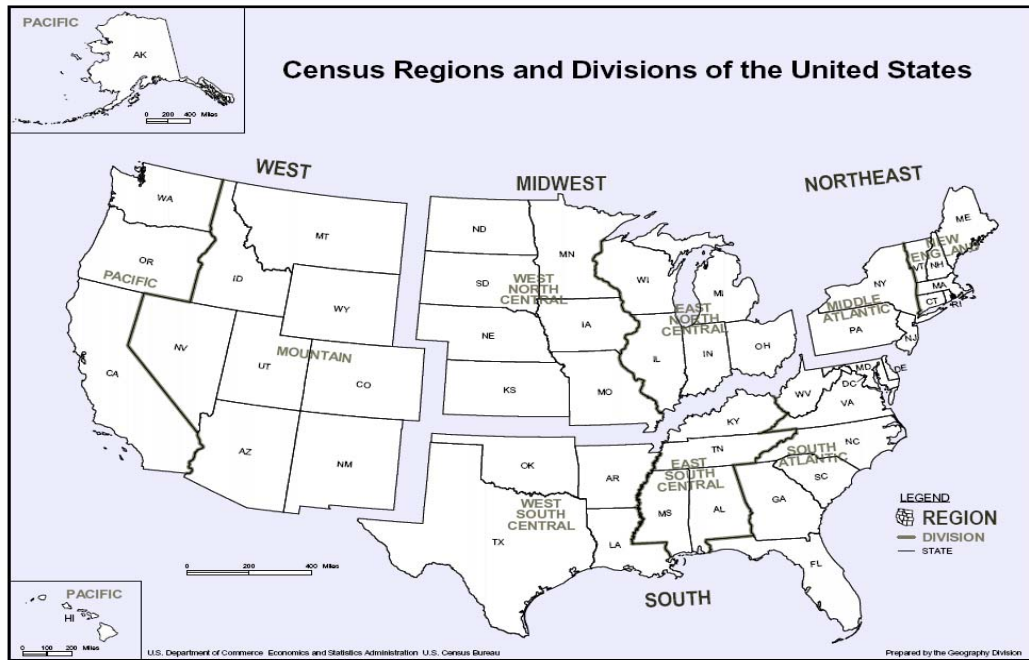 PACIFIC
AK
0 200 400 Miles
Census Regions and Divisions of the United States
WEST
MIDWEST
NORTHEAST
WA
MT
ND
MN
ME
OR
ID
SD
WI
MI
NY
VT
NH
NEW
ENGLAND
PACIFIC
WY
WEST
NORTH
CENTRAL
EAST
NORTH
CENTRAL
MIDDLE
ATLANTIC
MA
CT
RI
PA
NJ
NV
UT
MOUNTAIN
CO
NE
IA
IL
IN
OH
CA
KS
MO
WV
MD
DE
DC
VA
KY
AZ
NM
OK
AR
TN
NC
EAST
SOUTH
CENTRAL
SOUTH
ATLANTIC
SC
WEST
SOUTH
CENTRAL
TX
LA
MS
AL
GA
FL
LEGEND
REGION
DIVISION
STATE
0 200 400 Miles
SOUTH
PACIFIC
HI
0 100 200 Miles
U.S. Department of Commerce Economics and Statistics Administration U.S. Census Bureau
Prepared by the Geography Division